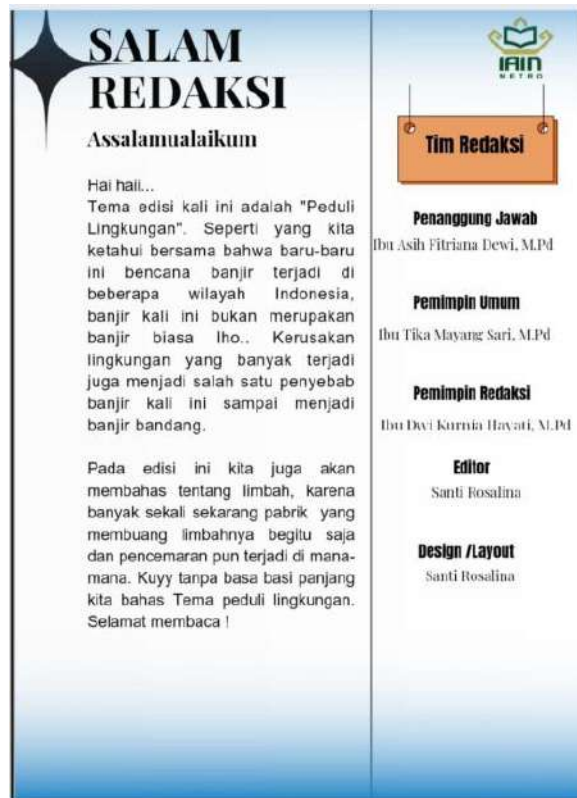 SALAM
REDAKSI
Assalamualaikum
Hai haii...
Tema edisi kali ini adalah "Peduli
Lingkungan". Seperti yang kita
ketahui bersama bahwa baru-baru
ini bencana banjir terjadi di
beberapa wilayah Indonesia,
banjir kali ini bukan merupakan
banjir biasa lho.. Kerusakan
lingkungan yang banyak terjadi
juga menjadi salah satu penyebab
banjir kali ini sampai menjadi
banjir bandang.
Pada edisi ini kita juga akan
membahas tentang limbah, karena
banyak sekali sekarang pabrik yang
membuang limbahnya begitu saja
dan pencemaran pun terjadi di mana-
mana. Kuyy tanpa basa basi panjang
kita bahas Tema peduli lingkungan.
Selamat membaca !
IAIN
METRO
Tim Redaksi
Penanggung Jawab
Ibu Asih Fitriana Dewi, M.Pd
Pemimpin Umum
Ibu Tika Mayang Sari, M.Pd
Pemimpin Redaksi
Ibu Dwi Kurnia Hayati, M.Pd
Editor
Santi Rosalina
Design /Layout
Santi Rosalina